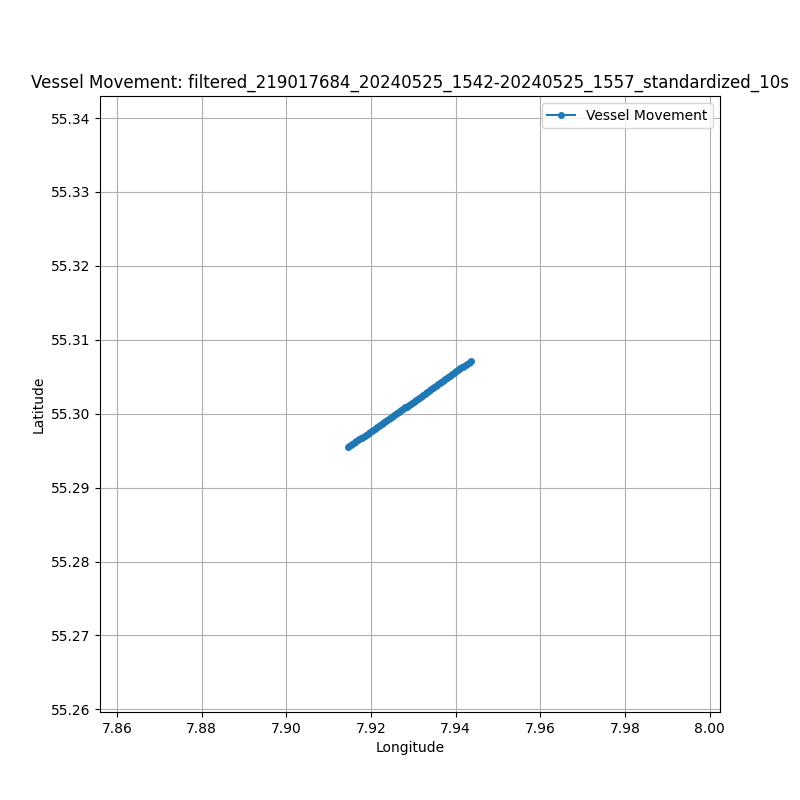 Vessel Movement: filtered_219017684_20240525_1542-20240525_1557_standardized_10s
Vessel Movement
55.34
55.33
55.32
55.31
55.30
55.29
55.28
55.27
55.26
Latitude
7.86 7.88 7.90 7.92 7.94 7.96 7.98 8.00
Longitude